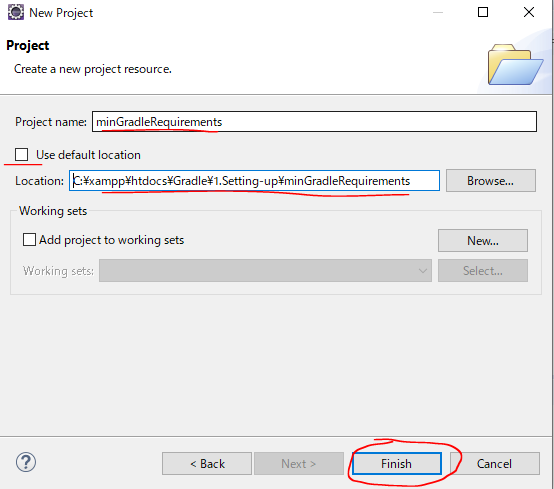 New Project
Project
Create a new project resource.
Project name: minGradleRequirements
Use default location
Location: C:¥xampp¥htdocs¥Gradle¥1.Setting-up¥minGradleRequirements Browse...
Working sets
Add project to working sets New...
Working sets: Select...
? < Back Next > Finish Cancel